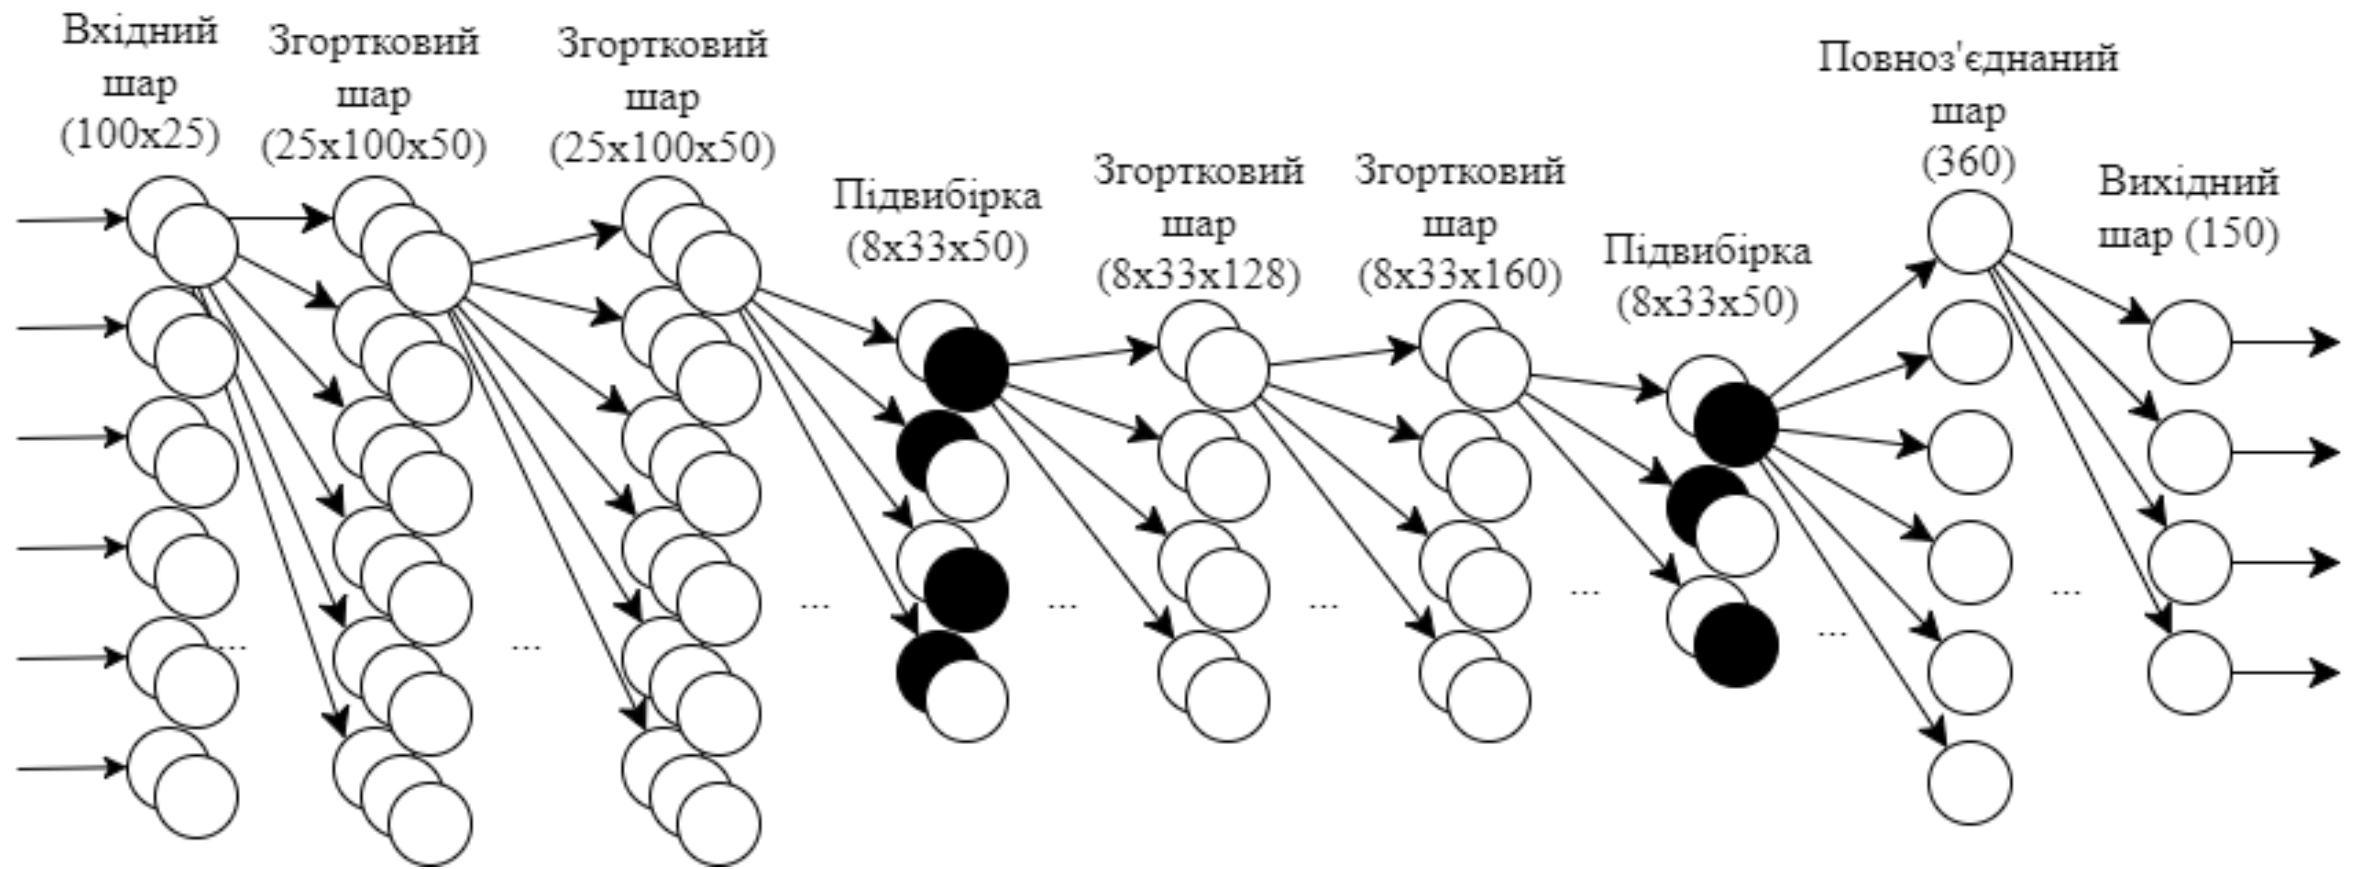 Вхідний
шар
(100x25)
Згортковий
шар
(25x100x50)
Згортковий
шар
(25x100x50)
Підвибірка
(8x33x50)
Згортковий
шар
(8x33x128)
Згортковий
шар
(8x33x160)
Підвибірка
(8x33x50)
Повноз'єднаний
шар
(360)
Вихідний
шар (150)
...
...
...
...
...
...
...
...